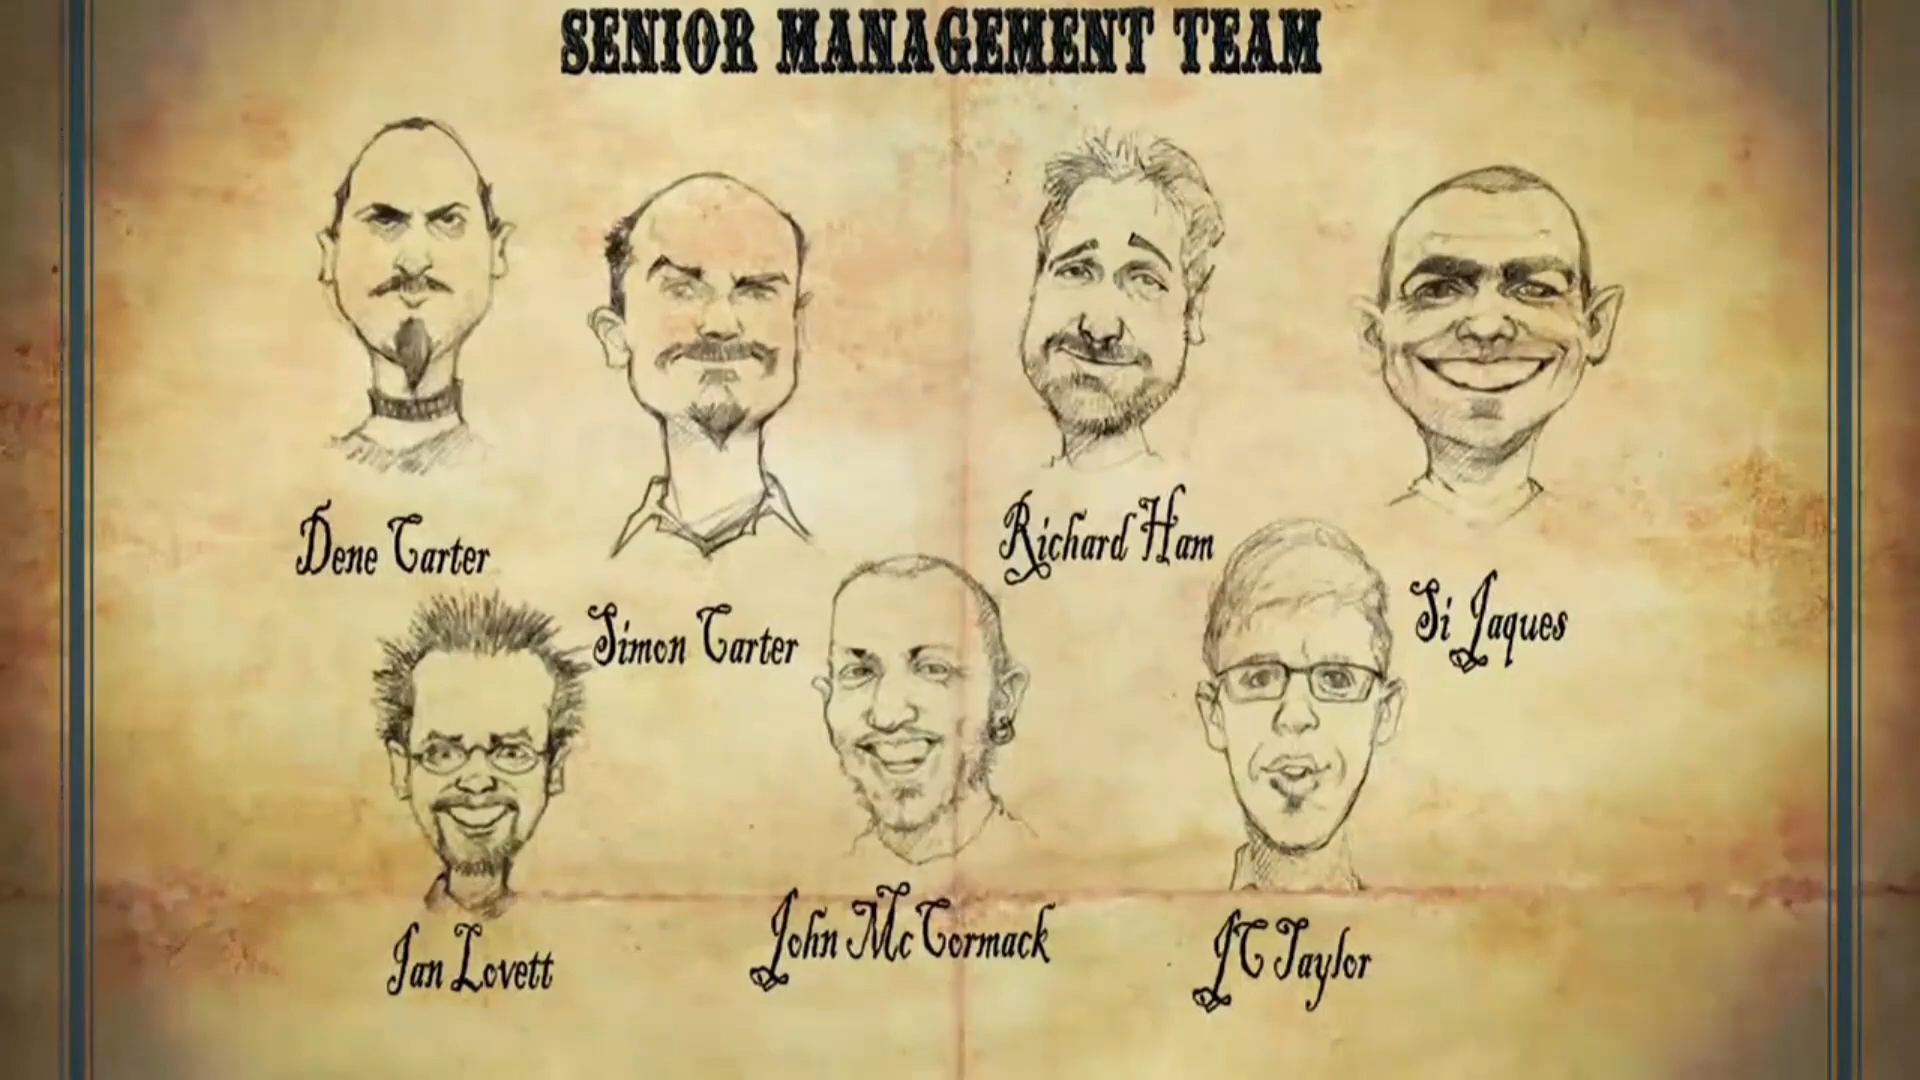 SENIOR MANAGEMENT TEAM
Dene Carter
Simon Carter
Richard Ham
Si Jaques
Ian Lovett
John McCormack
JC Taylor